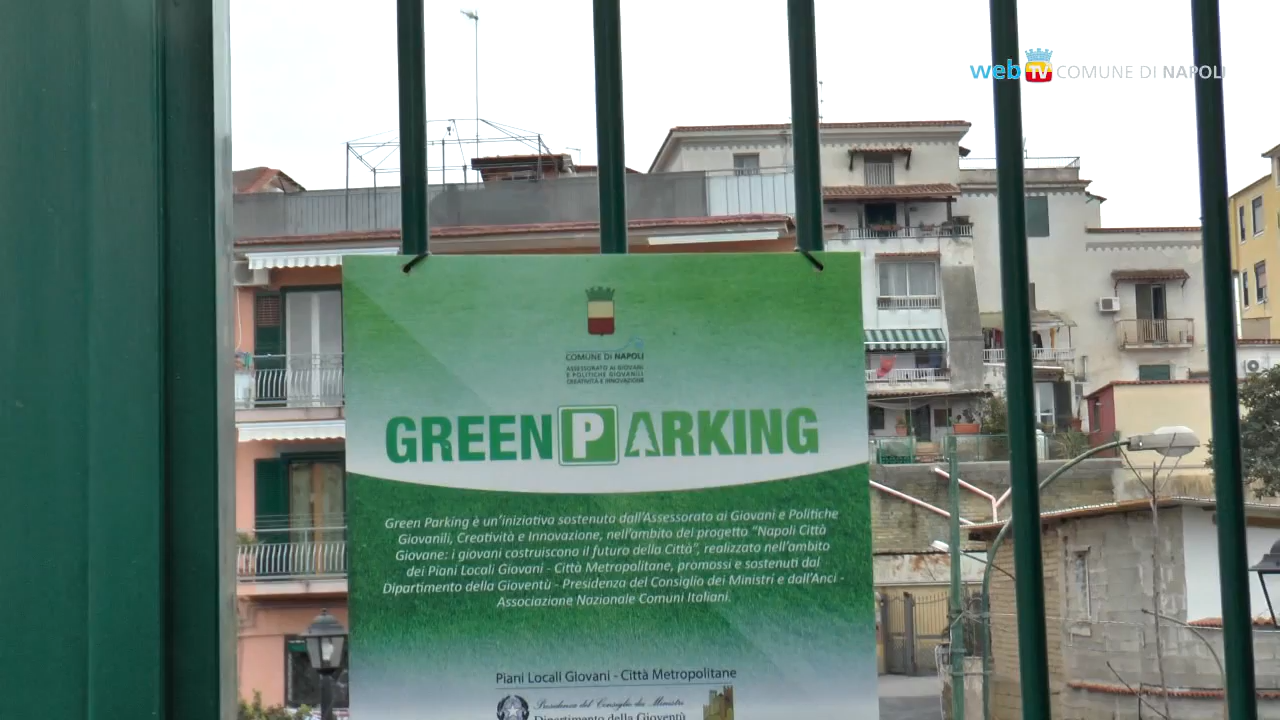 web TV COMUNE DI NAPOLI
COMUNE DI NAPOLI
ASSESSORATO AI GIOVANI
E POLITICHE GIOVANILI
CREATIVITÀ E INNOVAZIONE
GREEN PARKING
Green Parking è un'iniziativa sostenuta dall'Assessorato ai Giovani e Politiche
Giovanili, Creatività e Innovazione, nell'ambito del progetto "Napoli Città
Giovane: i giovani costruiscono il futuro della Città", realizzato nell'ambito
dei Piani Locali Giovani - Città Metropolitane, promossi e sostenuti dal
Dipartimento della Gioventù - Presidenza del Consiglio dei Ministri e dall'Anci -
Associazione Nazionale Comuni Italiani.
Piani Locali Giovani - Città Metropolitane
Presidenza del Consiglio dei Ministri
Dipartimento della Gioventù